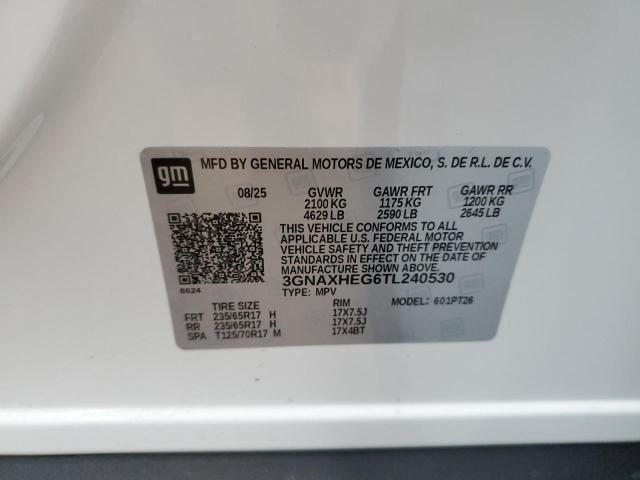 gm MFD BY GENERAL MOTORS DE MEXICO, S. DE R.L. DE C.V.
08/25 GVWR GAWR FRT GAWR RR
2100 KG 1175 KG 1200 KG
4629 LB 2590 LB 2645 LB
THIS VEHICLE CONFORMS TO ALL
APPLICABLE U.S. FEDERAL MOTOR
VEHICLE SAFETY AND THEFT PREVENTION
STANDARDS IN EFFECT ON THE DATE OF
MANUFACTURE SHOWN ABOVE.
3GNAXHEG6TL240530
8624 TYPE: MPV MODEL: 601PT26
TIRE SIZE RIM
FRT 235/65R17 H 17X7.5J
RR 235/65R17 H 17X7.5J
SPA T125/70R17 M 17X4BT